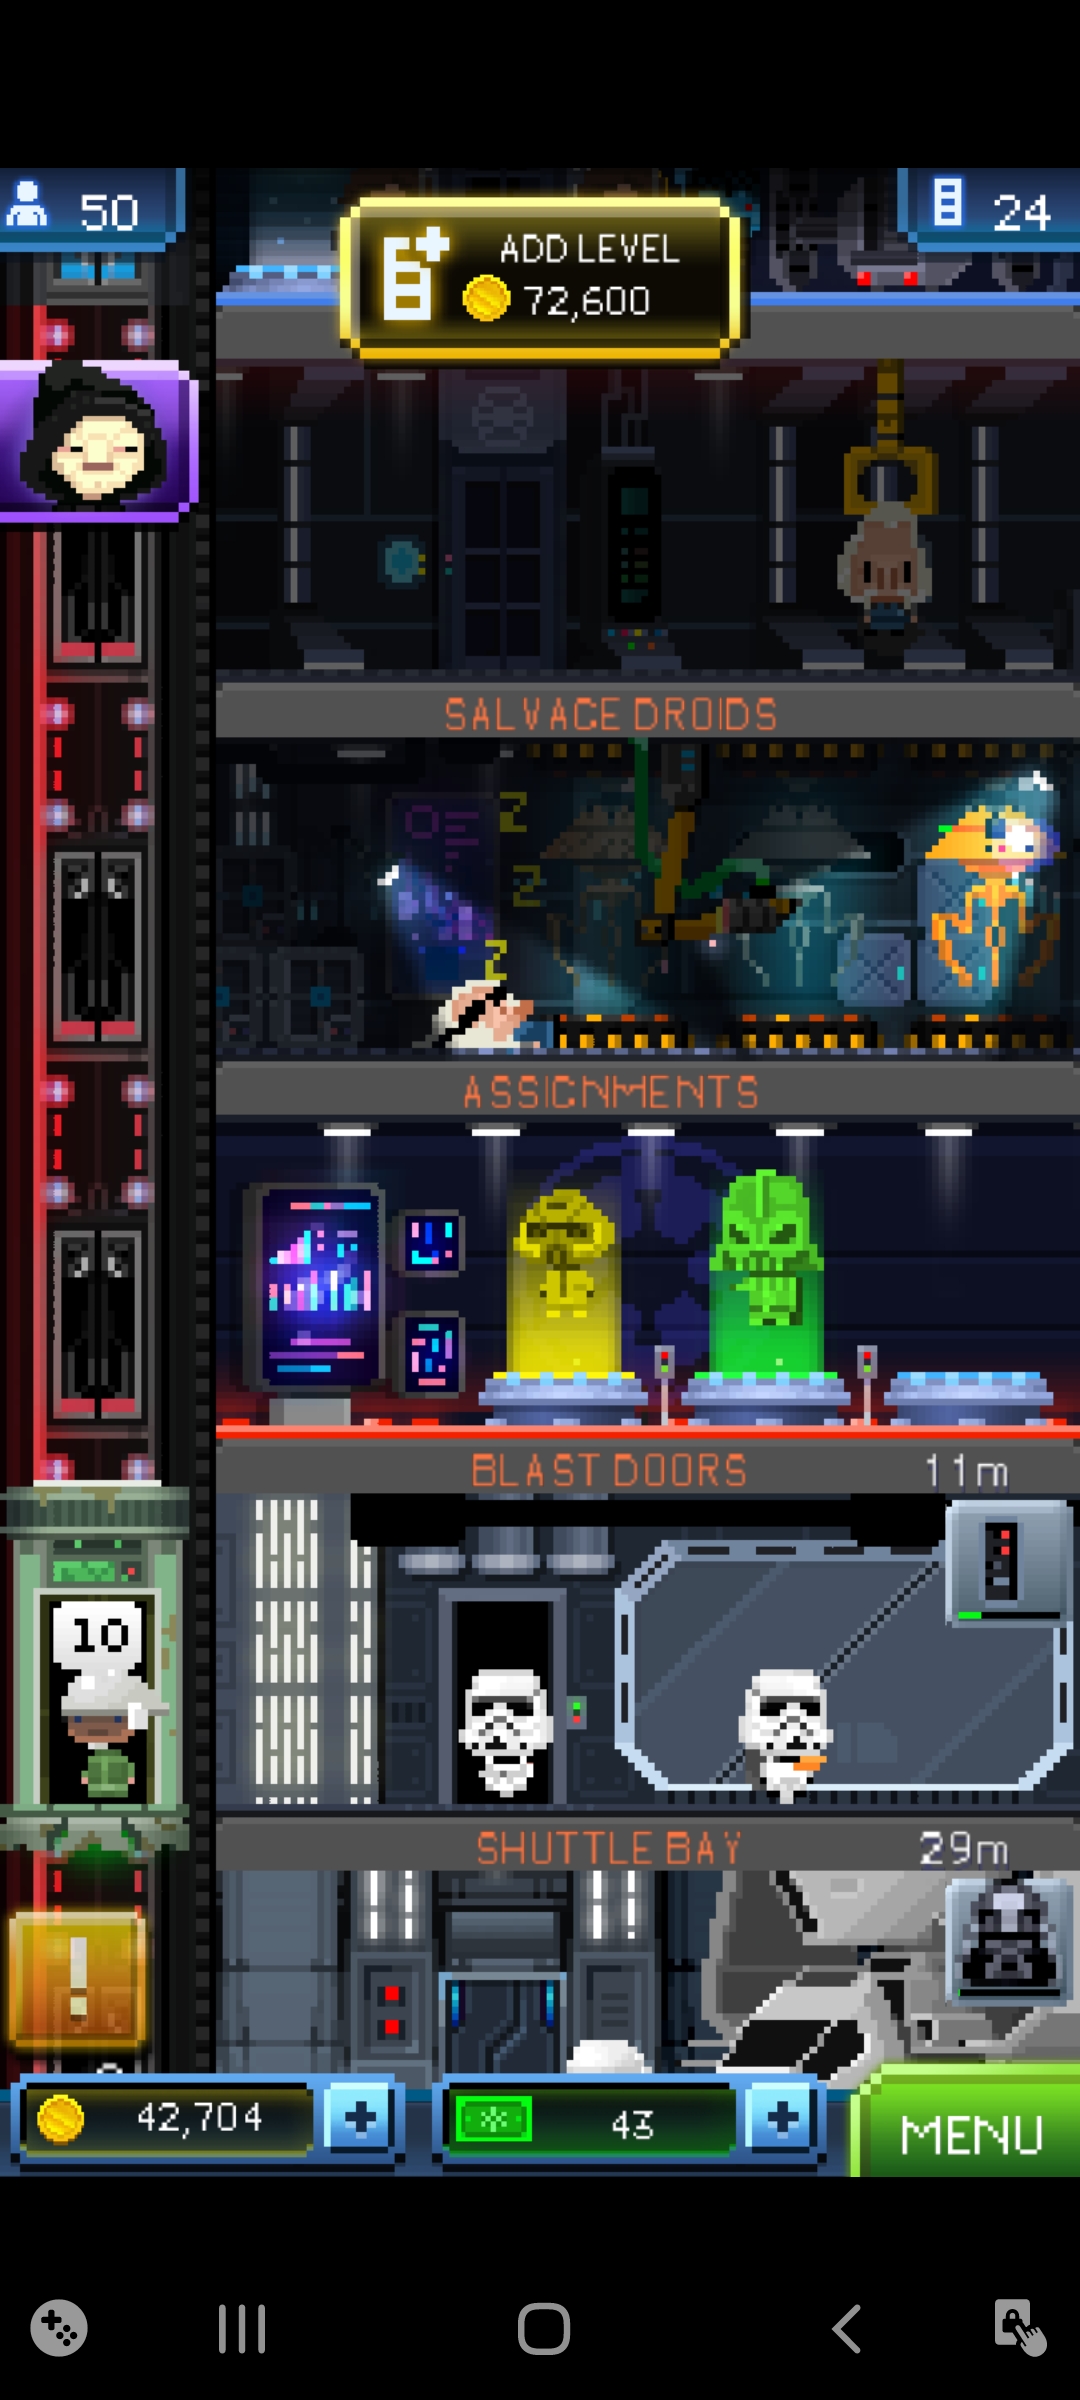 50
24
ADD LEVEL
72,600
SALVAGE DROIDS
Z
Z
Z
ASSIGNMENTS
BLAST DOORS 11m
10
SHUTTLE BAY 29m
!
42,704 +
43 +
MENU